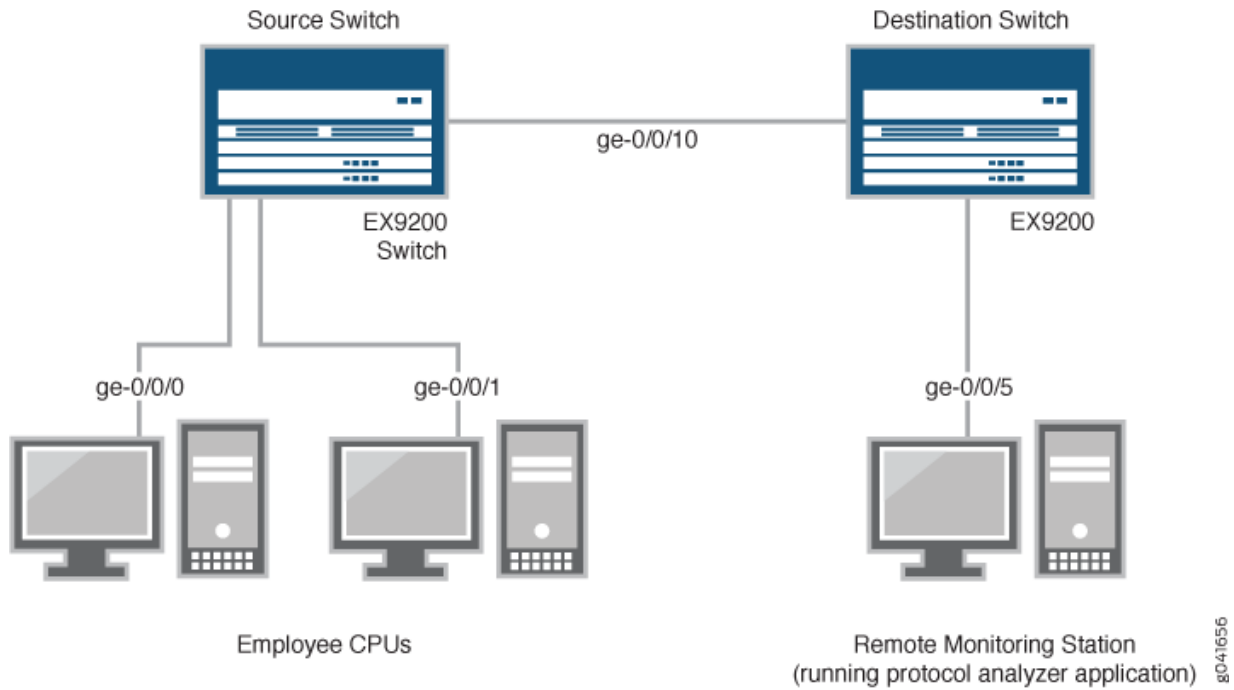 Source Switch
Destination Switch
ge-0/0/10
EX9200
Switch
EX9200
ge-0/0/0
ge-0/0/1
ge-0/0/5
Employee CPUs
Remote Monitoring Station
(running protocol analyzer application)
g041656